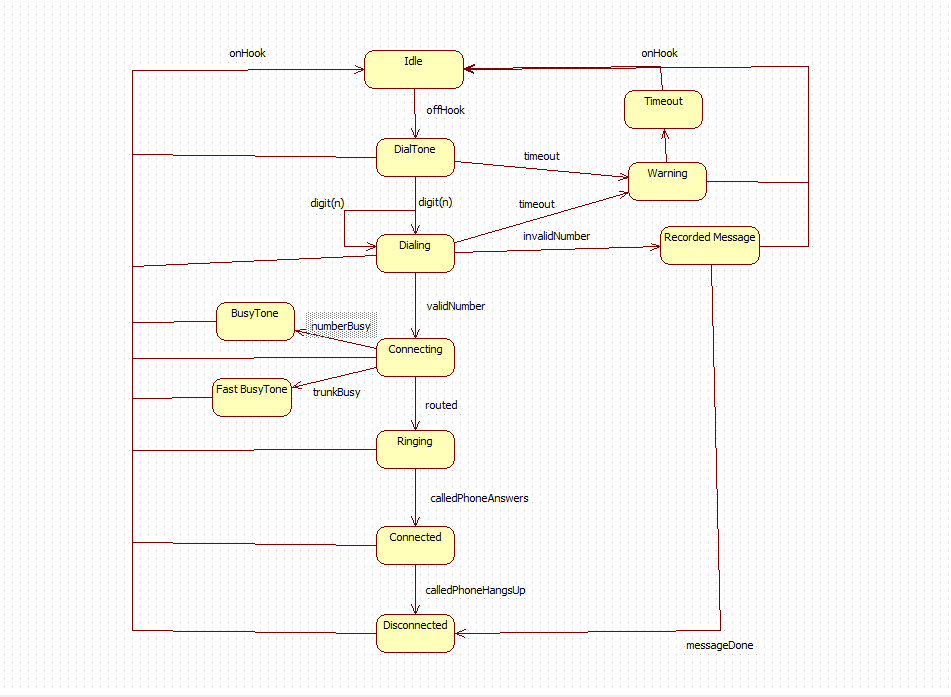 onHook
Idle
onHook
Timeout
offHook
DialTone
timeout
Warning
digit(n)
digit(n)
timeout
Dialing
invalidNumber
Recorded Message
validNumber
BusyTone
numberBusy
Connecting
Fast BusyTone
trunkBusy
routed
Ringing
calledPhoneAnswers
Connected
calledPhoneHangsUp
Disconnected
messageDone